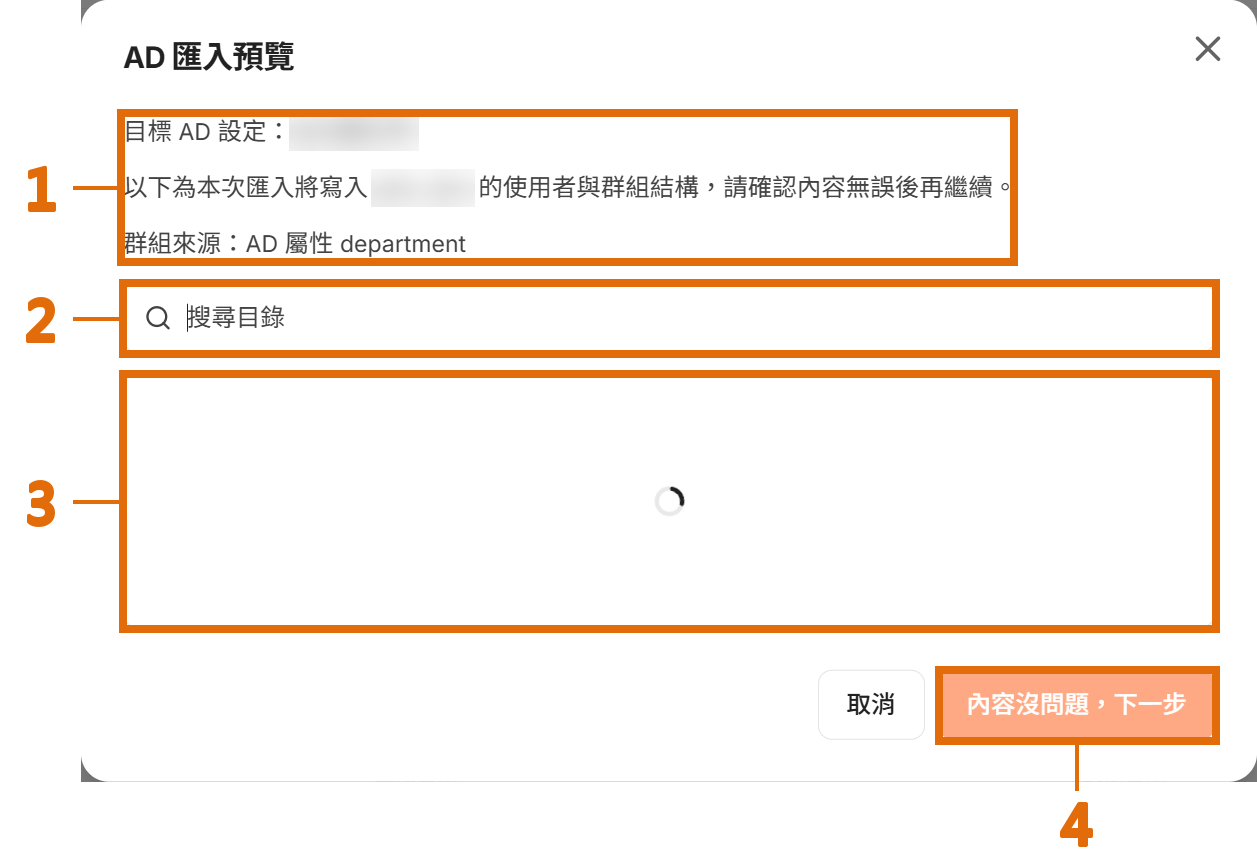 AD 匯入預覽
目標 AD 設定：
1
以下為本次匯入將寫入 的使用者與群組結構，請確認內容無誤後再繼續。
群組來源：AD 屬性 department
2
搜尋目錄
3
取消
內容沒問題，下一步
4